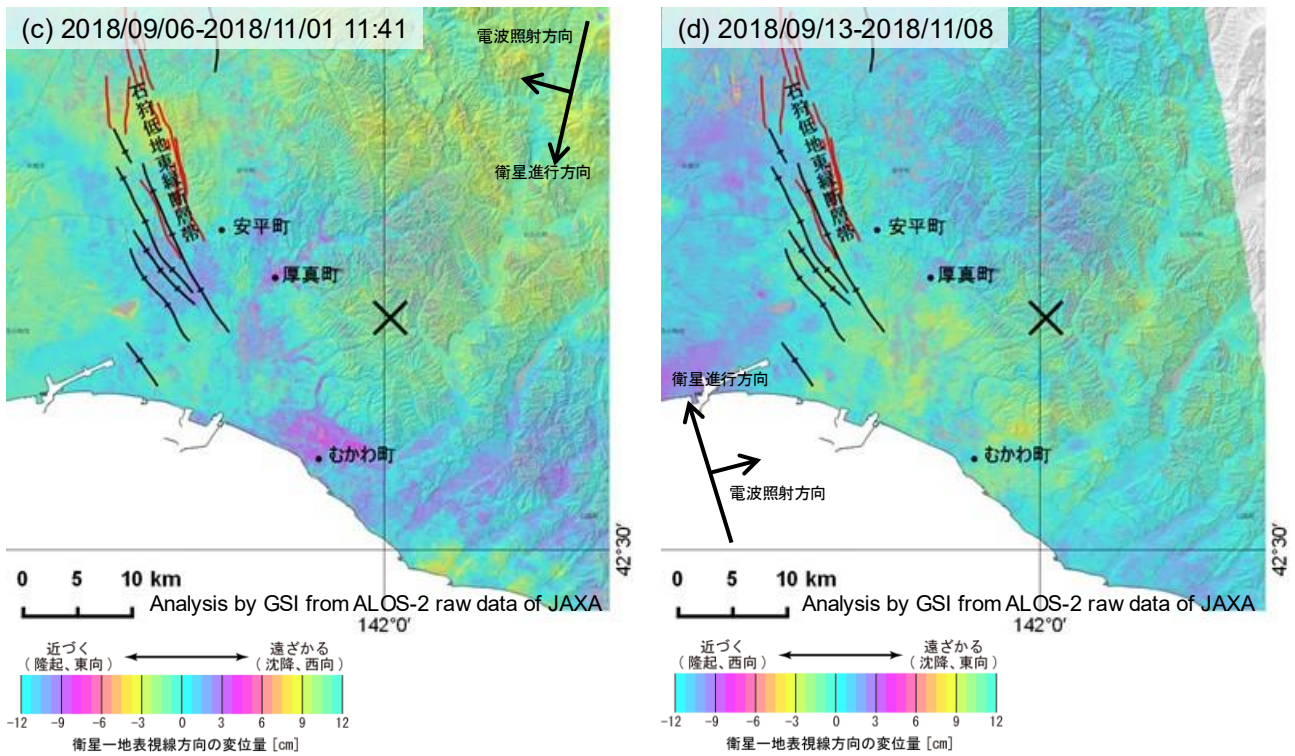 (c) 2018/09/06-2018/11/01 11:41
電波照射方向
衛星進行方向
石狩低地東縁断層帯
安平町
厚真町
むかわ町
42°30′
0 5 10 km
Analysis by GSI from ALOS-2 raw data of JAXA
142°0′
近づく
(隆起、東向)
遠ざかる
(沈降、西向)
-12 -9 -6 -3 0 3 6 9 12
衛星―地表視線方向の変位量 [cm]
(d) 2018/09/13-2018/11/08
石狩低地東縁断層帯
安平町
厚真町
衛星進行方向
むかわ町
電波照射方向
42°30′
0 5 10 km
Analysis by GSI from ALOS-2 raw data of JAXA
142°0′
近づく
(隆起、西向)
遠ざかる
(沈降、東向)
-12 -9 -6 -3 0 3 6 9 12
衛星―地表視線方向の変位量 [cm]